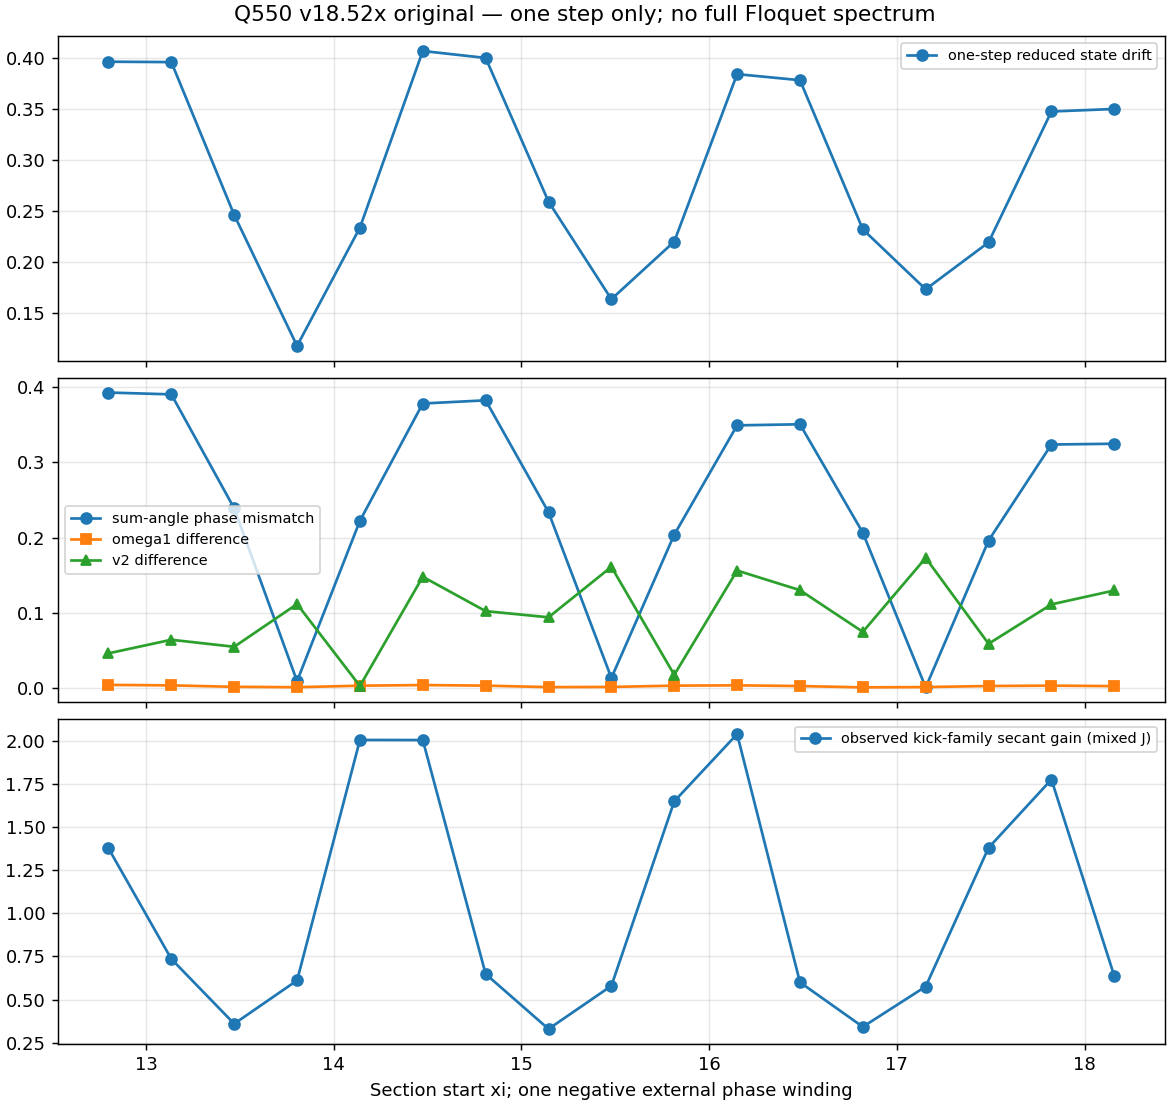 Q550 v18.52x original — one step only; no full Floquet spectrum
one-step reduced state drift
0.40
0.35
0.30
0.25
0.20
0.15
0.4
0.3
0.2
0.1
0.0
sum-angle phase mismatch
omega1 difference
v2 difference
observed kick-family secant gain (mixed J)
2.00
1.75
1.50
1.25
1.00
0.75
0.50
0.25
13 14 15 16 17 18
Section start xi; one negative external phase winding